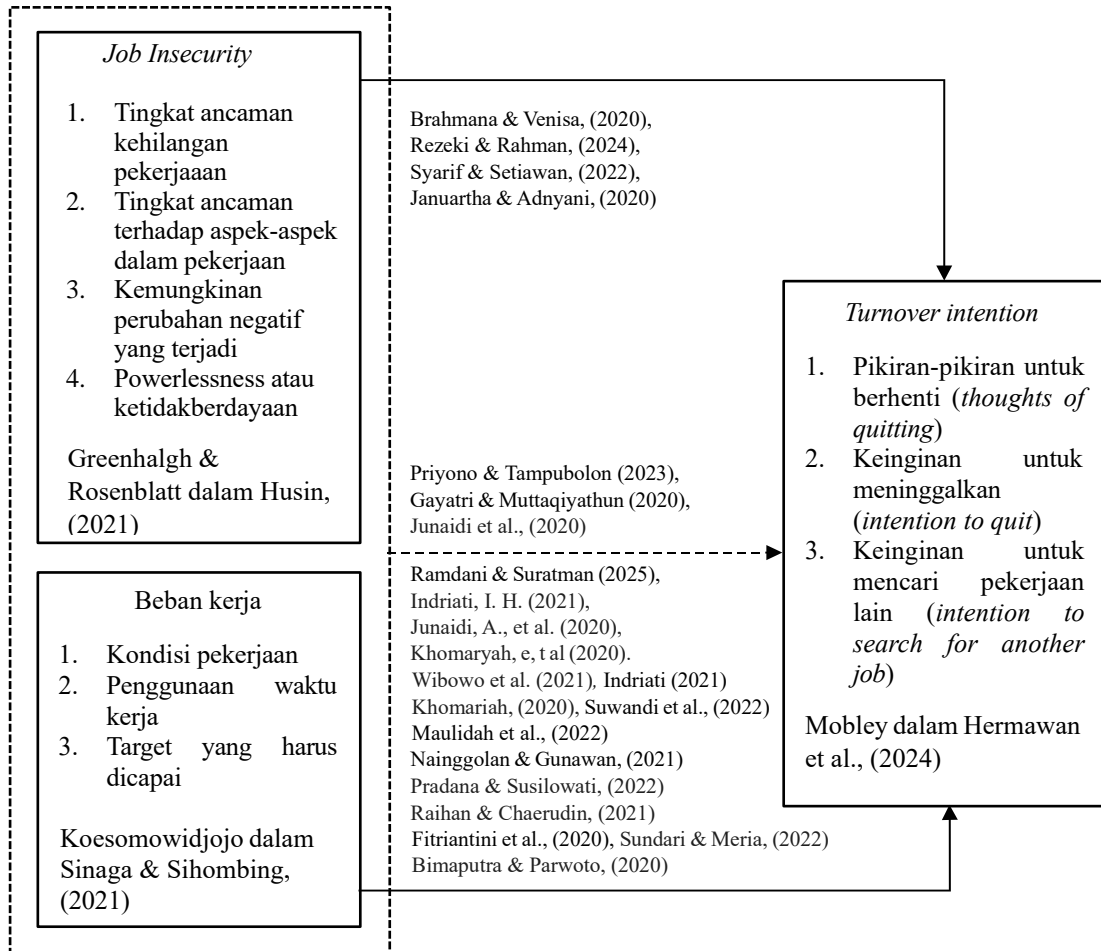 Job Insecurity
1. Tingkat ancaman
kehilangan
pekerjaaan
2. Tingkat ancaman
terhadap aspek-aspek
dalam pekerjaan
3. Kemungkinan
perubahan negatif
yang terjadi
4. Powerlessness atau
ketidakberdayaan
Greenhalgh &
Rosenblatt dalam Husin,
(2021)
Beban kerja
1. Kondisi pekerjaan
2. Penggunaan waktu
kerja
3. Target yang harus
dicapai
Koesomowidjojo dalam
Sinaga & Sihombing,
(2021)
Brahmana & Venisa, (2020),
Rezeki & Rahman, (2024),
Syarif & Setiawan, (2022),
Januartha & Adnyani, (2020)
Priyono & Tampubolon (2023),
Gayatri & Muttaqiyathun (2020),
Junaidi et al., (2020)
Ramdani & Suratman (2025),
Indriati, I. H. (2021),
Junaidi, A., et al. (2020),
Khomaryah, e, t al (2020).
Wibowo et al. (2021), Indriati (2021)
Khomariah, (2020), Suwandi et al., (2022)
Maulidah et al., (2022)
Nainggolan & Gunawan, (2021)
Pradana & Susilowati, (2022)
Raihan & Chaerudin, (2021)
Fitriantini et al., (2020), Sundari & Meria, (2022)
Bimaputra & Parwoto, (2020)
Turnover intention
1. Pikiran-pikiran untuk
berhenti (thoughts of
quitting)
2. Keinginan untuk
meninggalkan
(intention to quit)
3. Keinginan untuk
mencari pekerjaan
lain (intention to
search for another
job)
Mobley dalam Hermawan
et al., (2024)